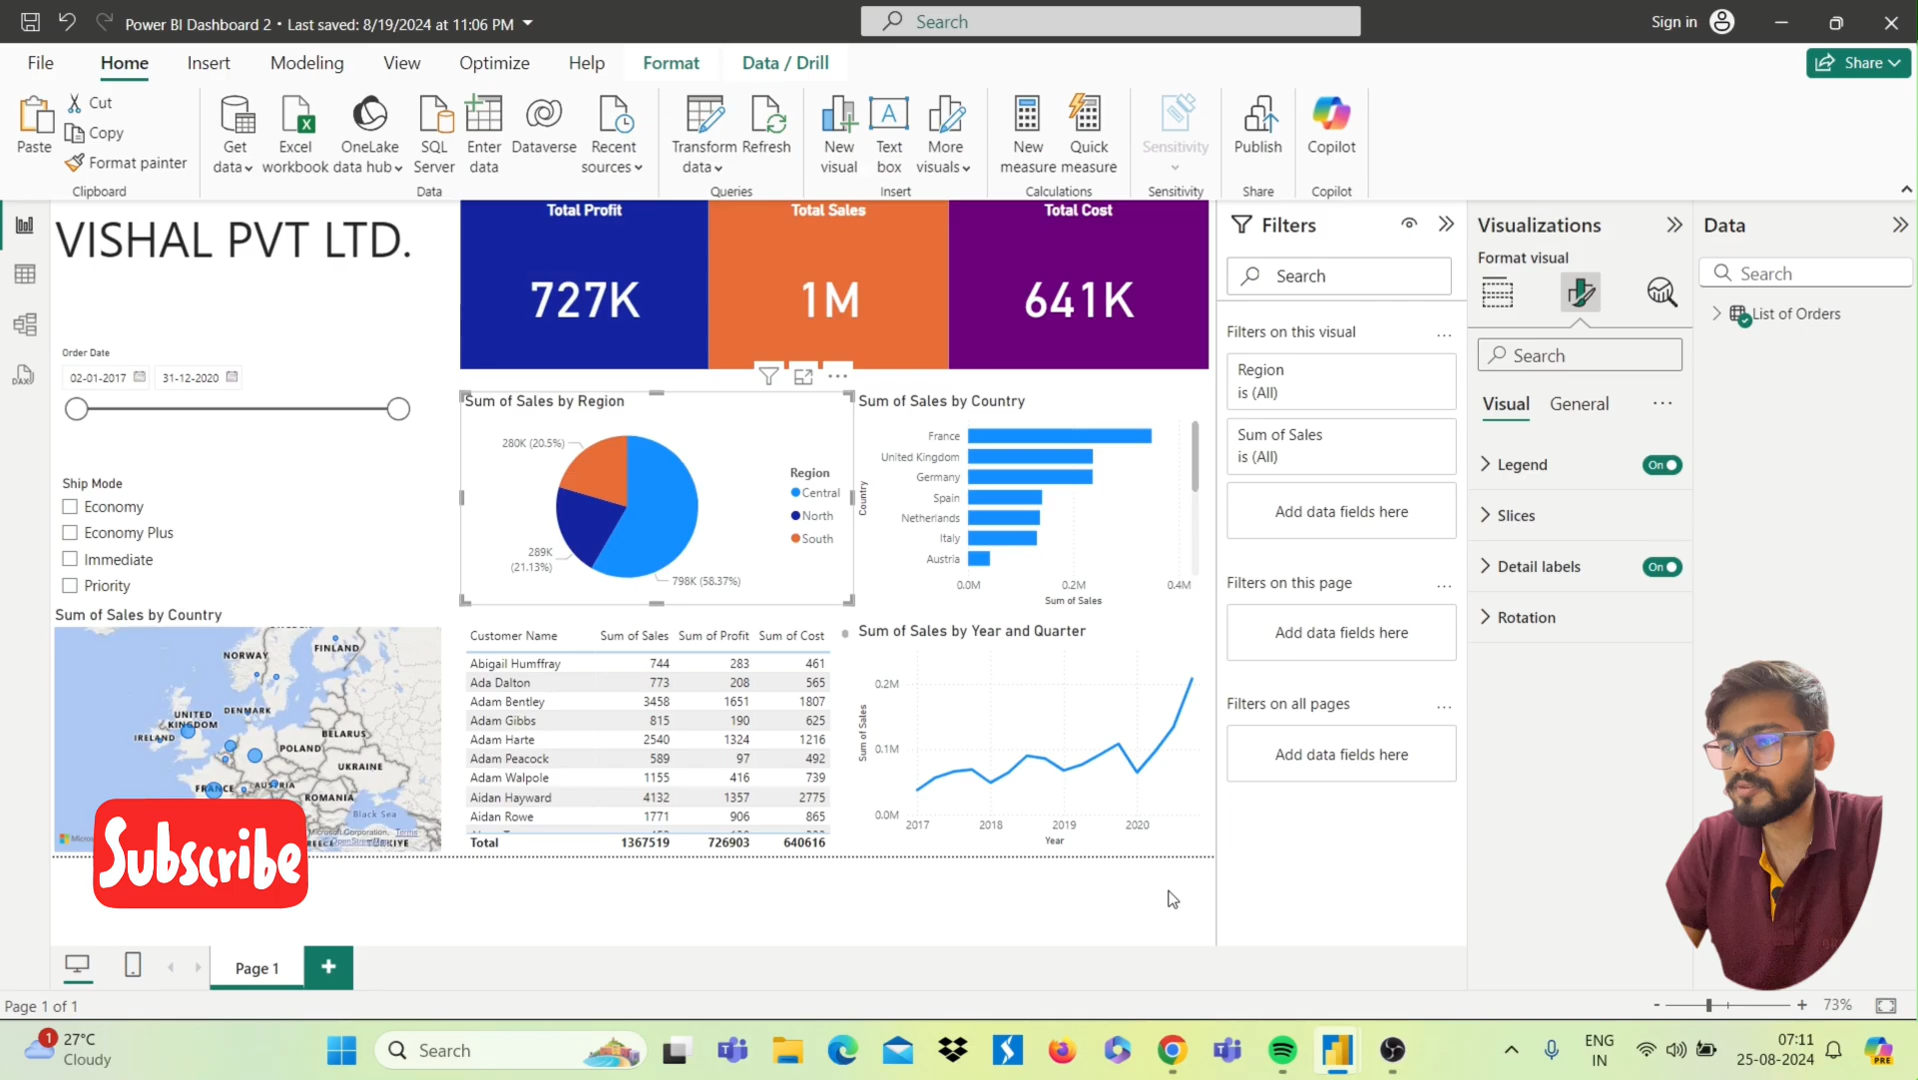 Power BI Dashboard 2 • Last saved: 8/19/2024 at 11:06 PM
Search
Sign in
File Home Insert Modeling View Optimize Help Format Data / Drill
Share
Paste
Cut
Copy
Format painter
Clipboard
Get data
Excel workbook
OneLake data hub
SQL Server
Enter data
Dataverse
Recent sources
Data
Transform data
Refresh
Queries
New visual
Text box
More visuals
Insert
New measure
Quick measure
Calculations
Sensitivity
Sensitivity
Publish
Share
Copilot
Copilot
VISHAL PVT LTD.
Total Profit
727K
Total Sales
1M
Total Cost
641K
Order Date
02-01-2017
31-12-2020
Ship Mode
Economy
Economy Plus
Immediate
Priority
Sum of Sales by Region
280K (20.5%)
289K
(21.13%)
798K (58.37%)
Region
Central
North
South
Sum of Sales by Country
Country
France
United Kingdom
Germany
Spain
Netherlands
Italy
Austria
0.0M 0.2M 0.4M
Sum of Sales
Sum of Sales by Country
NORWAY
FINLAND
UNITED KINGDOM
DENMARK
IRELAND
BELARUS
POLAND
UKRAINE
FRANCE
AUSTRIA
ROMANIA
Black Sea
Microsoft Corporation, Terms
OpenStreetMap
Subscribe
Customer Name Sum of Sales Sum of Profit Sum of Cost
Abigail Humffray 744 283 461
Ada Dalton 773 208 565
Adam Bentley 3458 1651 1807
Adam Gibbs 815 190 625
Adam Harte 2540 1324 1216
Adam Peacock 589 97 492
Adam Walpole 1155 416 739
Aidan Hayward 4132 1357 2775
Aidan Rowe 1771 906 865
Total 1367519 726903 640616
Sum of Sales by Year and Quarter
Sum of Sales
0.2M
0.1M
0.0M
2017 2018 2019 2020
Year
Filters
Search
Filters on this visual
Region
is (All)
Sum of Sales
is (All)
Add data fields here
Filters on this page
Add data fields here
Filters on all pages
Add data fields here
Visualizations
Format visual
Search
Visual General
Legend On
Slices
Detail labels On
Rotation
Data
Search
List of Orders
Page 1
Page 1 of 1
73%
1
27°C
Cloudy
Search
ENG
IN
07:11
25-08-2024
PRE